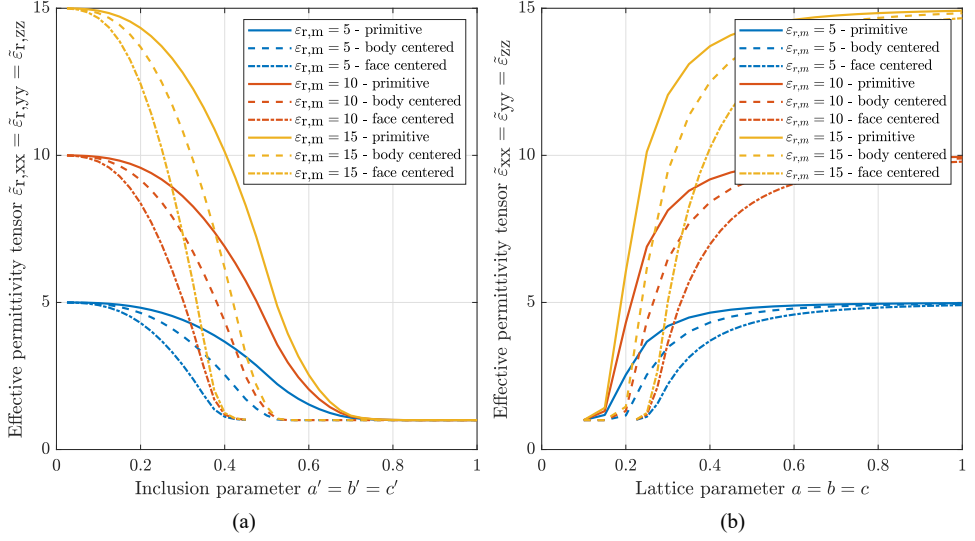 Effective permittivity tensor ε̃r,xx = ε̃r,yy = ε̃r,zz
15
10
5
0
0 0.2 0.4 0.6 0.8 1
Inclusion parameter a′ = b′ = c′
εr,m = 5 - primitive
εr,m = 5 - body centered
εr,m = 5 - face centered
εr,m = 10 - primitive
εr,m = 10 - body centered
εr,m = 10 - face centered
εr,m = 15 - primitive
εr,m = 15 - body centered
εr,m = 15 - face centered
(a)
Effective permittivity tensor ε̃xx = ε̃yy = ε̃zz
15
10
5
0
0 0.2 0.4 0.6 0.8 1
Lattice parameter a = b = c
εr,m = 5 - primitive
εr,m = 5 - body centered
εr,m = 5 - face centered
εr,m = 10 - primitive
εr,m = 10 - body centered
εr,m = 10 - face centered
εr,m = 15 - primitive
εr,m = 15 - body centered
εr,m = 15 - face centered
(b)